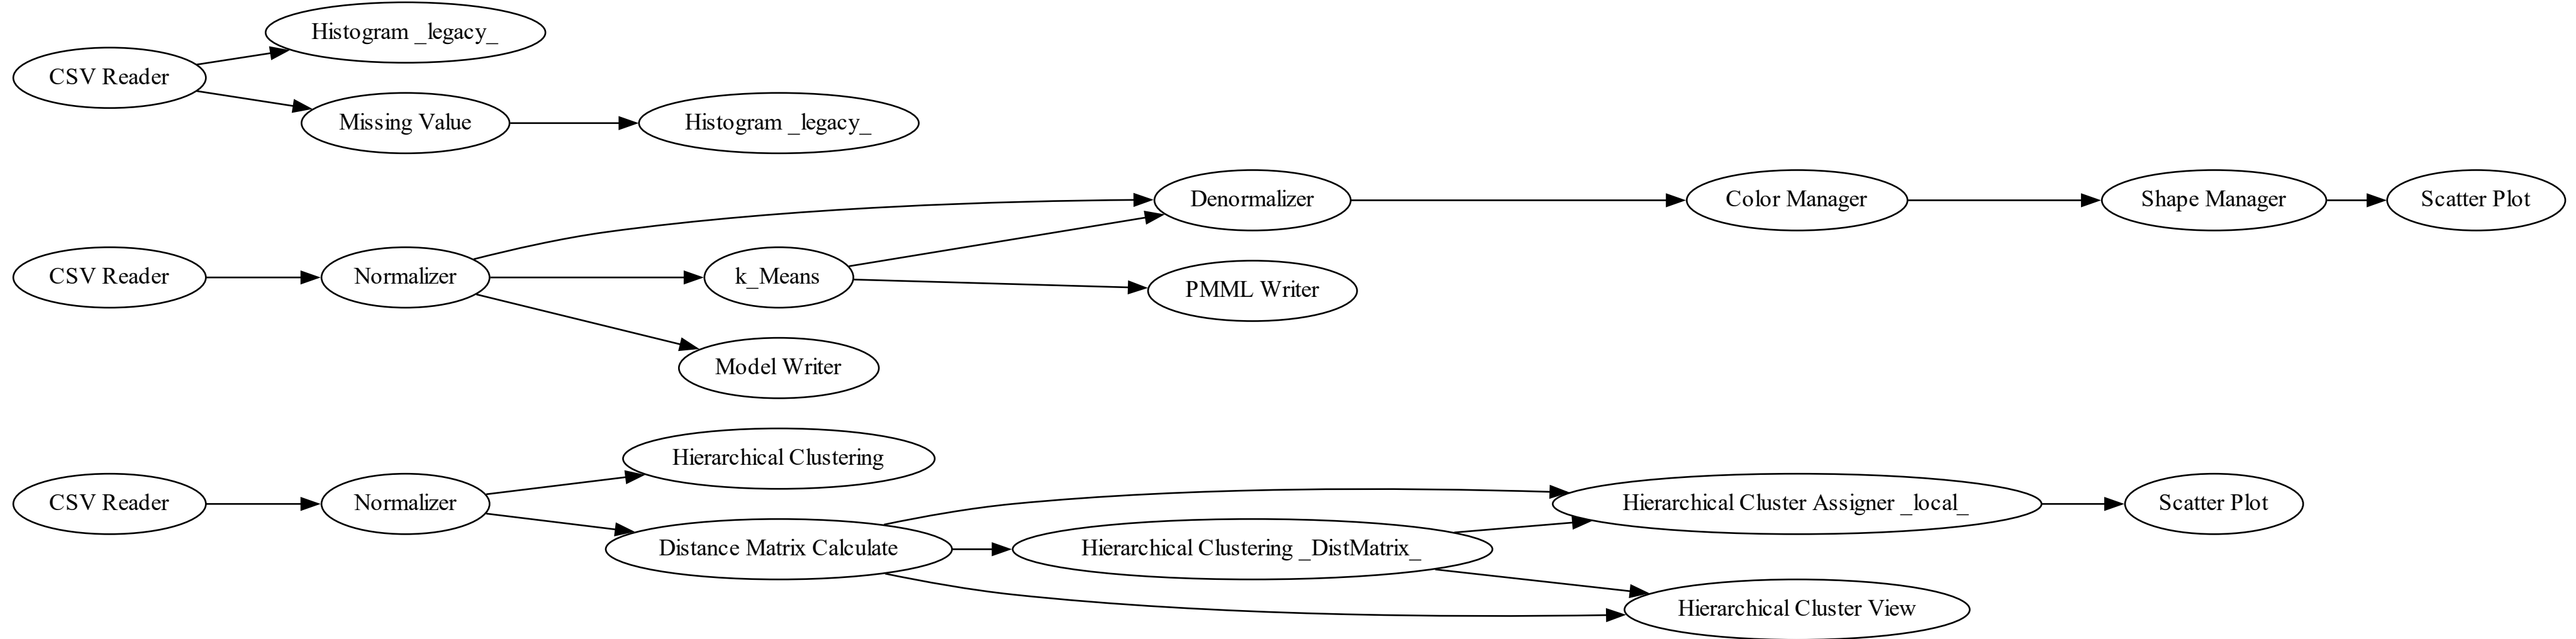 Histogram _legacy_
CSV Reader
Missing Value
Histogram _legacy_
Denormalizer
Color Manager
Shape Manager
Scatter Plot
CSV Reader
Normalizer
k_Means
PMML Writer
Model Writer
Hierarchical Clustering
CSV Reader
Normalizer
Hierarchical Cluster Assigner _local_
Scatter Plot
Distance Matrix Calculate
Hierarchical Clustering _DistMatrix_
Hierarchical Cluster View